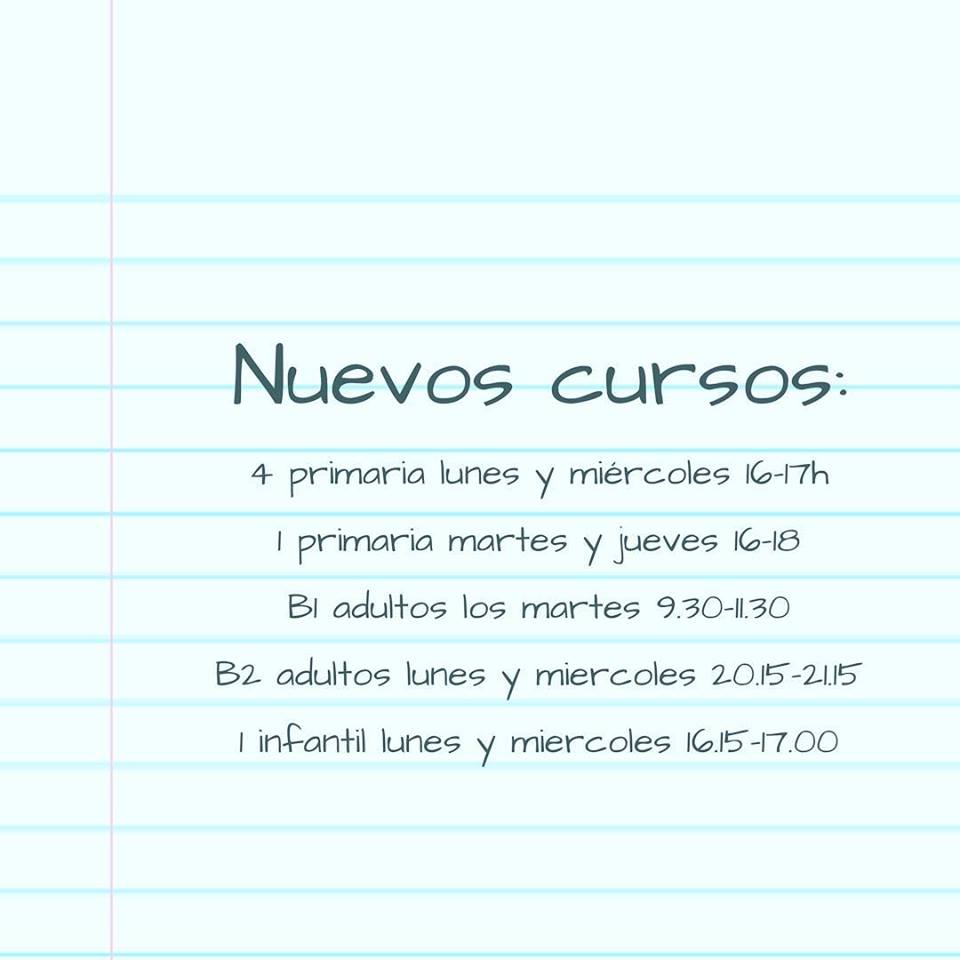 Nuevos cursos:
4 primaria lunes y miércoles 16-17h
1 primaria martes y jueves 16-18
B1 adultos los martes 9.30-11.30
B2 adultos lunes y miercoles 20.15-21.15
1 infantil lunes y miercoles 16.15-17.00